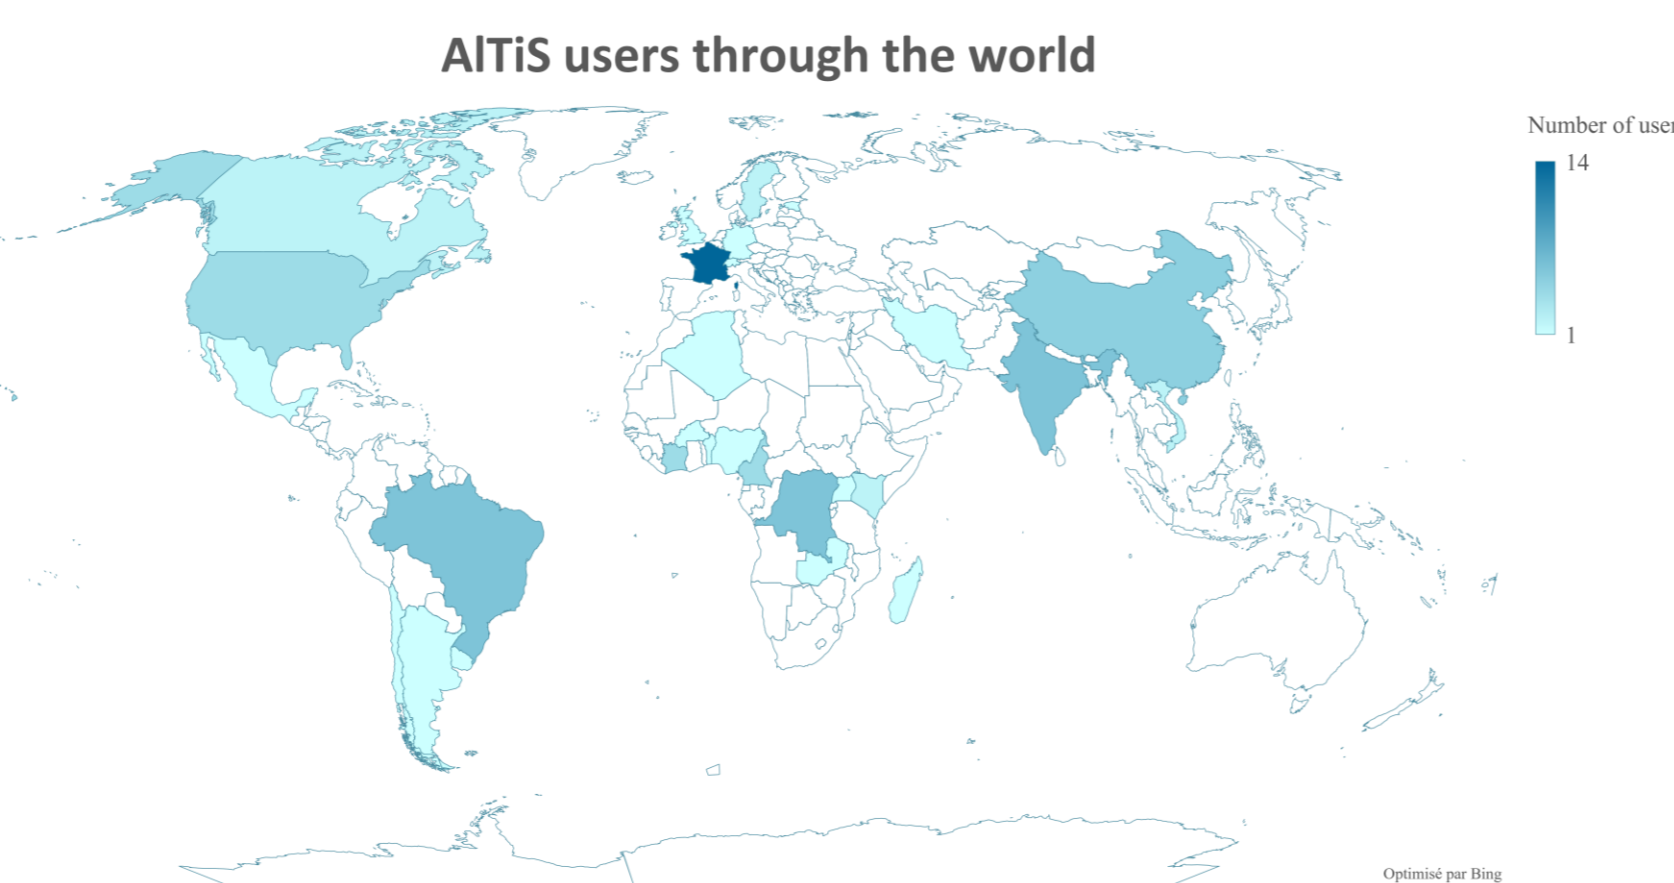 AlTiS users through the world
Number of user
14
1
Optimisé par Bing